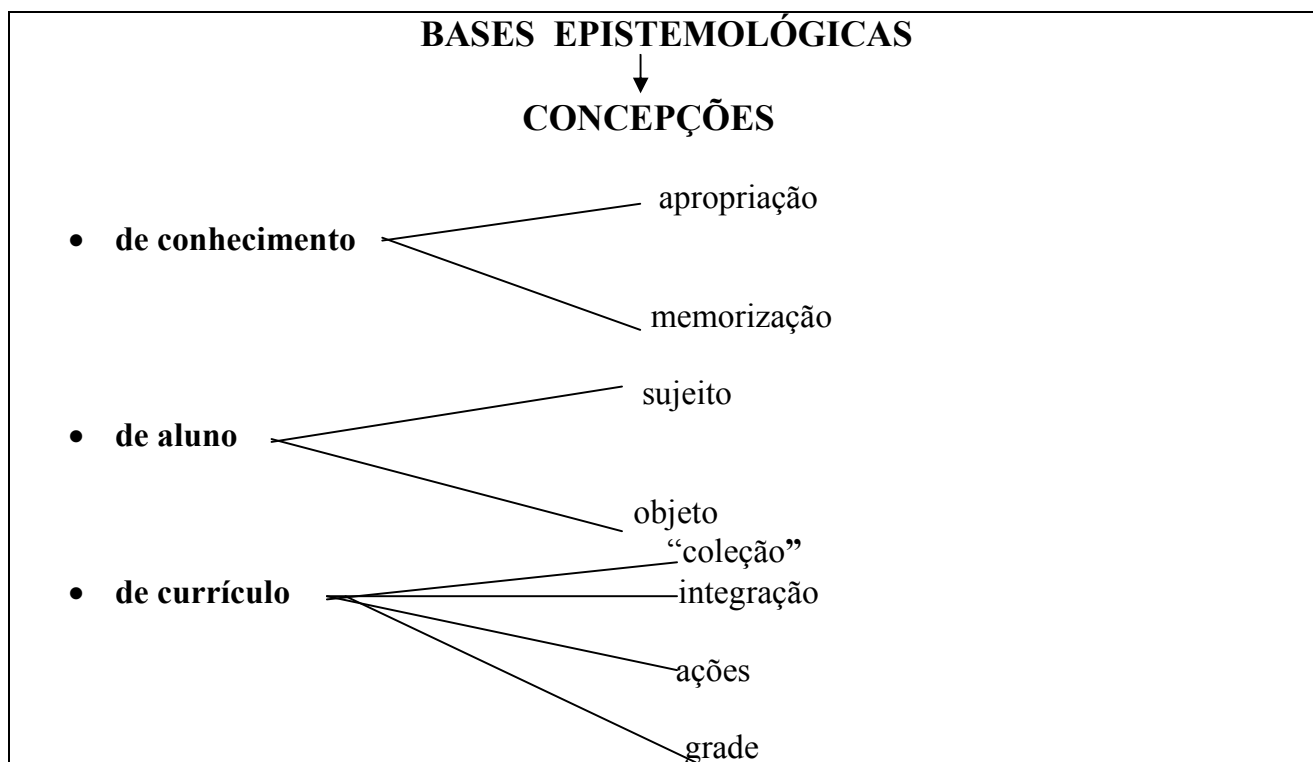 BASES EPISTEMOLÓGICAS
CONCEPÇÕES
apropriação
• de conhecimento
memorização
sujeito
• de aluno
objeto
“coleção”
• de currículo integração
ações
grade